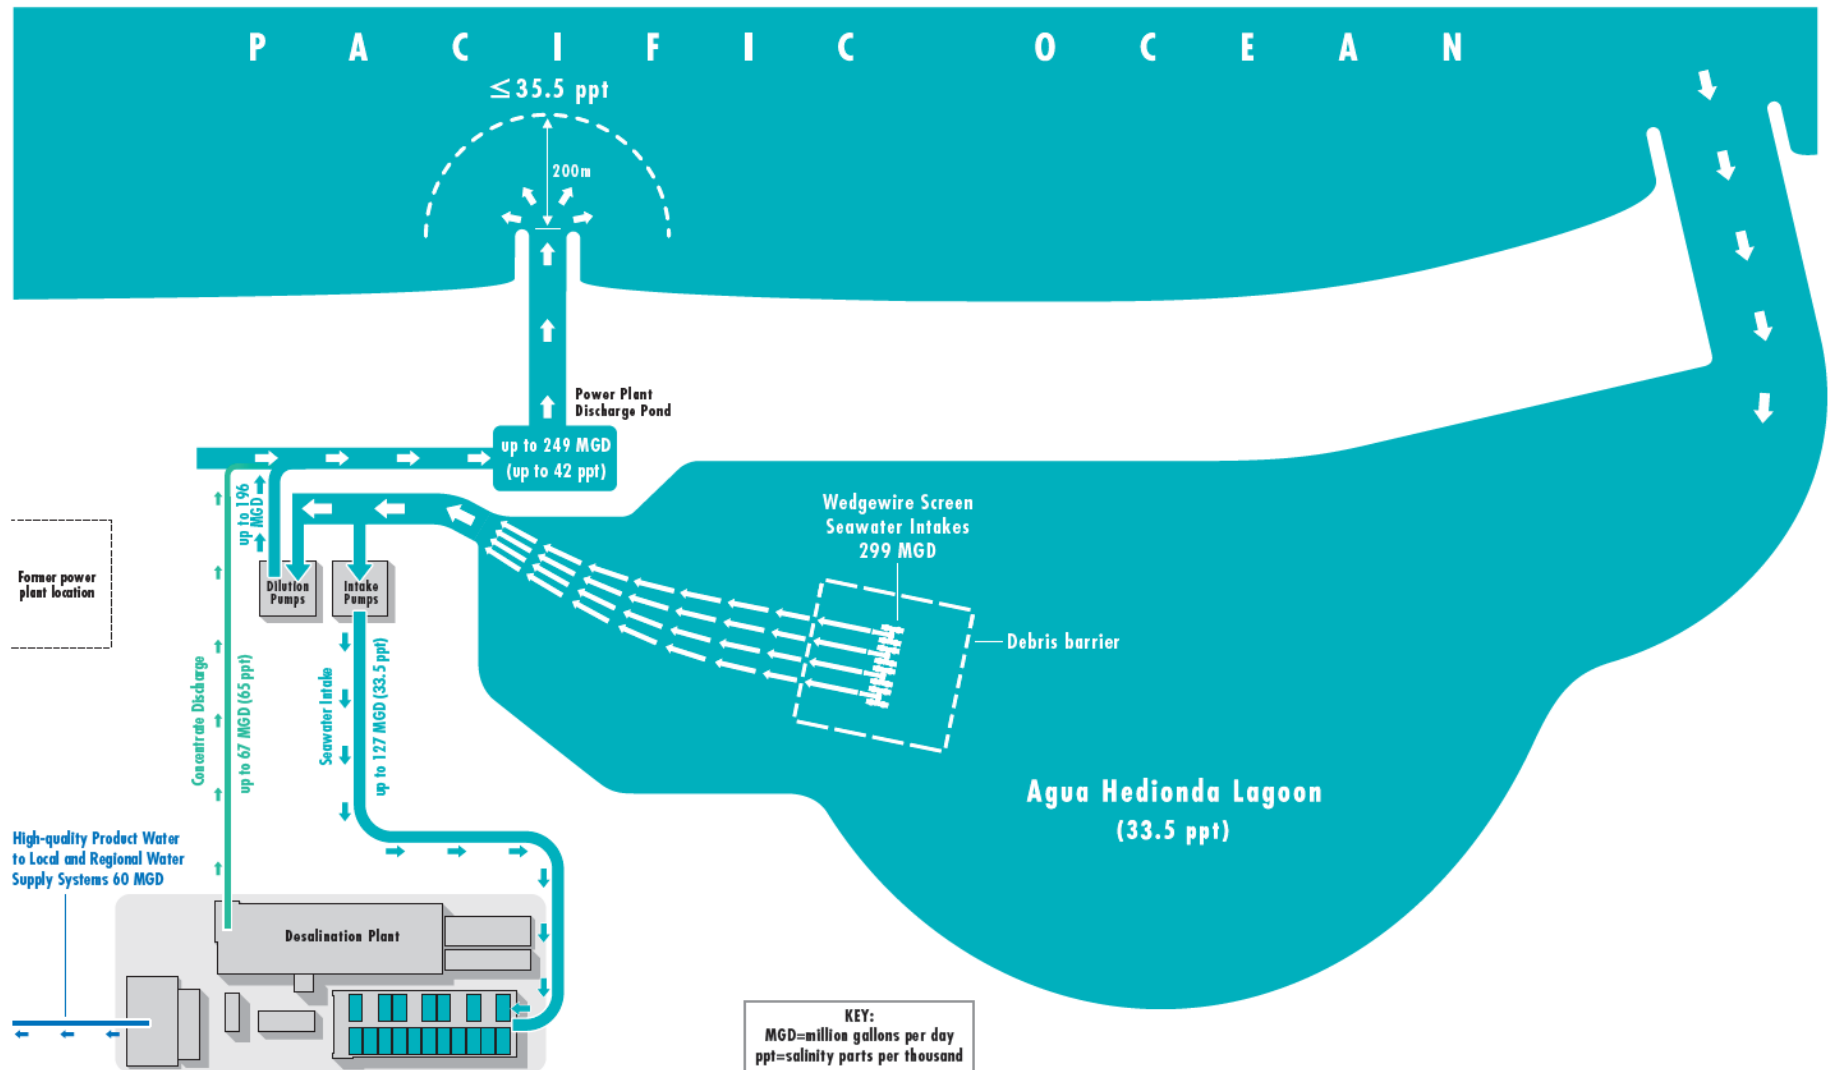 PACIFIC OCEAN
≤35.5 ppt
200m
Power Plant
Discharge Pond
up to 249 MGD
(up to 42 ppt)
up to 196
MGD
Wedgewire Screen
Seawater Intakes
299 MGD
Former power
plant location
Dilution
Pumps
Intake
Pumps
Debris barrier
Concentrate Discharge
up to 67 MGD (65 ppt)
Seawater Intake
up to 127 MGD (33.5 ppt)
Agua Hedionda Lagoon
(33.5 ppt)
High-quality Product Water
to Local and Regional Water
Supply Systems 60 MGD
Desalination Plant
KEY:
MGD=million gallons per day
ppt=salinity parts per thousand